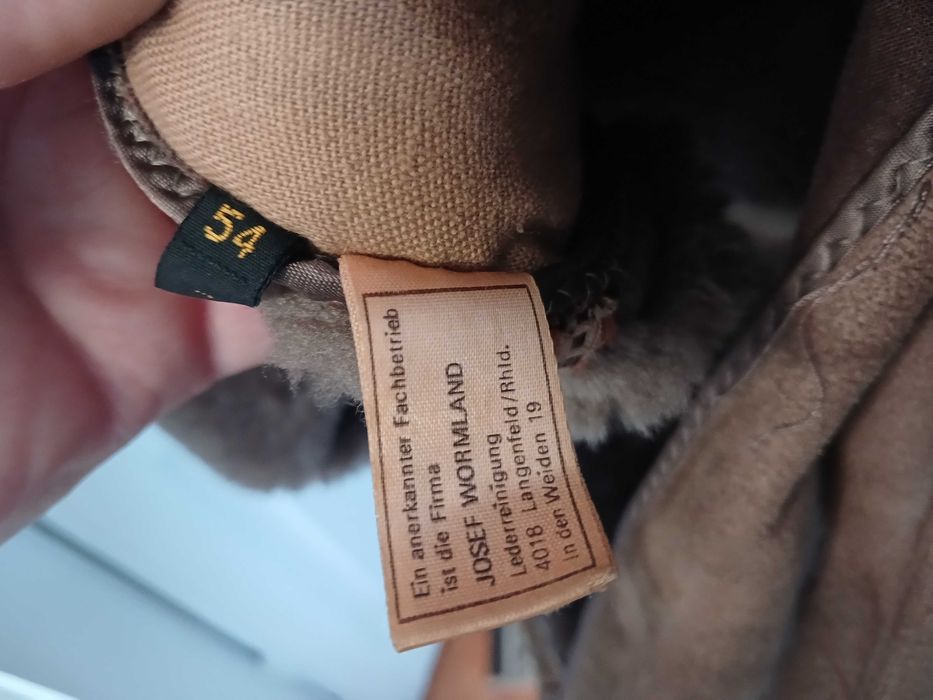 54
Ein anerkannter Fachbetrieb
ist die Firma
JOSEF WORMLAND
Lederreinigung
4018 Langenfeld/Rhld.
In den Weiden 19